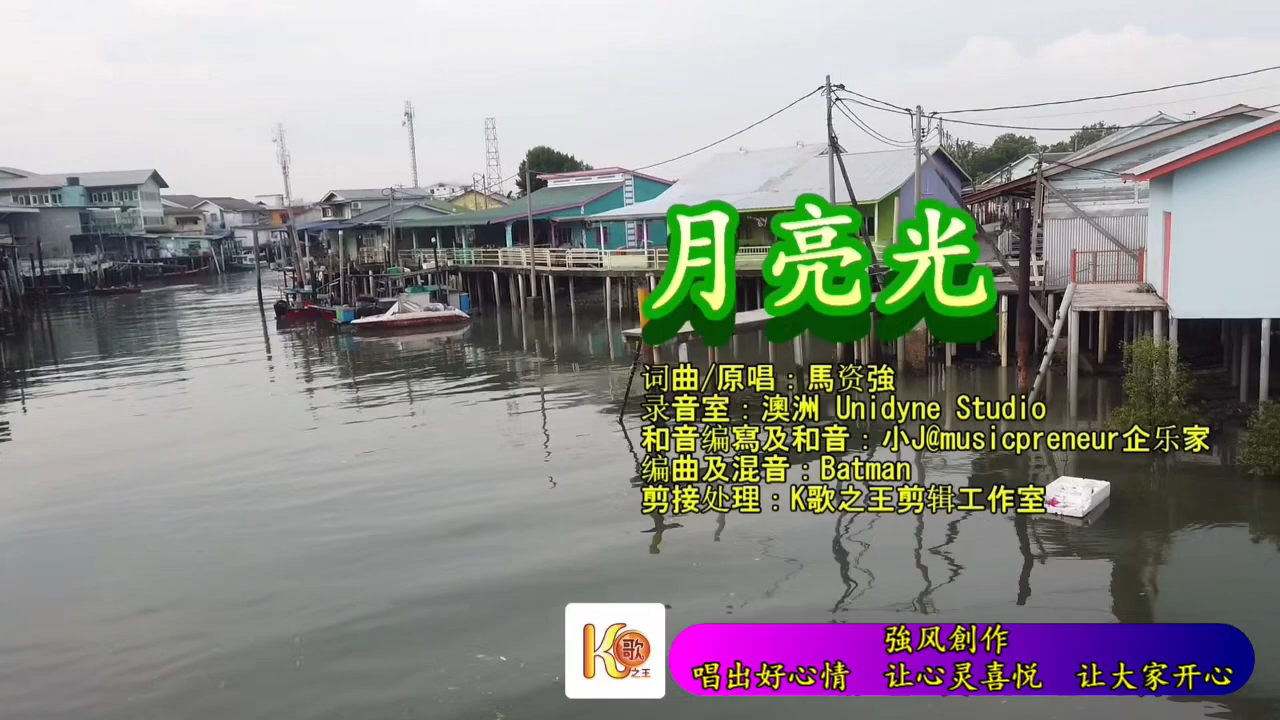 月亮光
词曲/原唱：馬资強
录音室：澳洲 Unidyne Studio
和音编寫及和音：小J@musicpreneur企乐家
编曲及混音：Batman
剪接处理：K歌之王剪辑工作室
K歌之王
強风創作
唱出好心情 让心灵喜悦 让大家开心